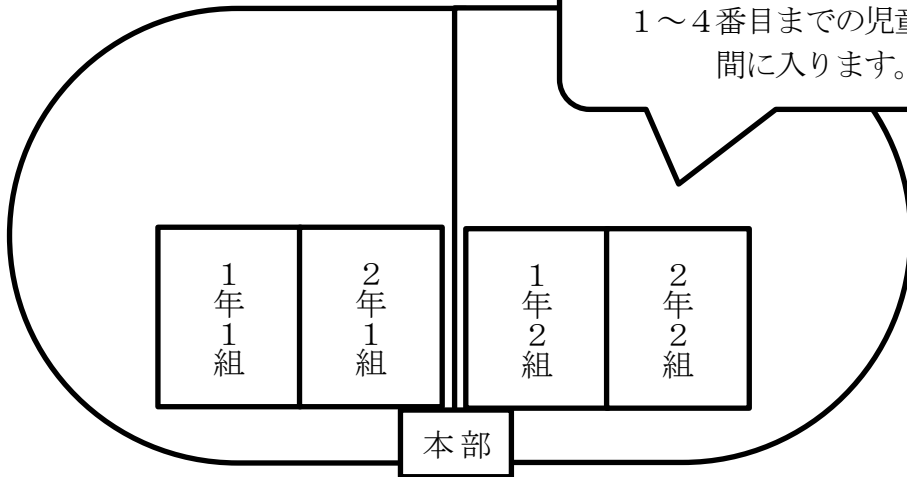 1～4番目までの児童
間に入ります。
1年1組
2年1組
1年2組
2年2組
本部